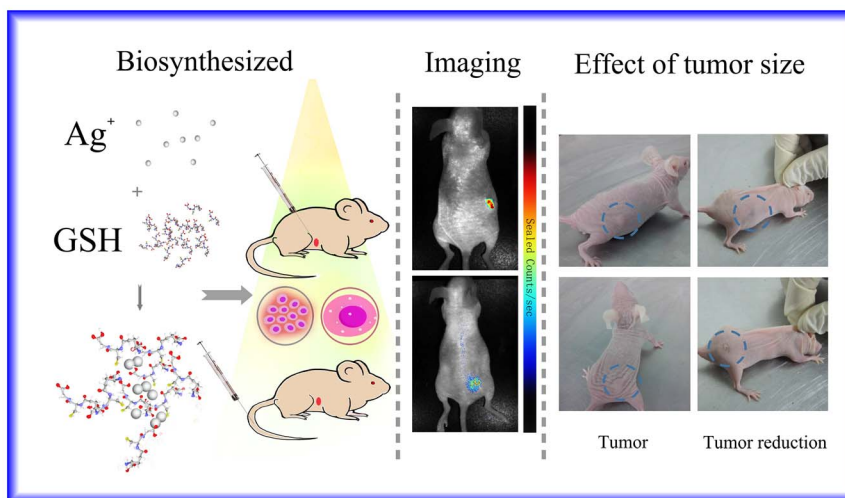 Biosynthesized
Ag+
+
GSH
Imaging
Sealed Counts/sec
Effect of tumor size
Tumor
Tumor reduction